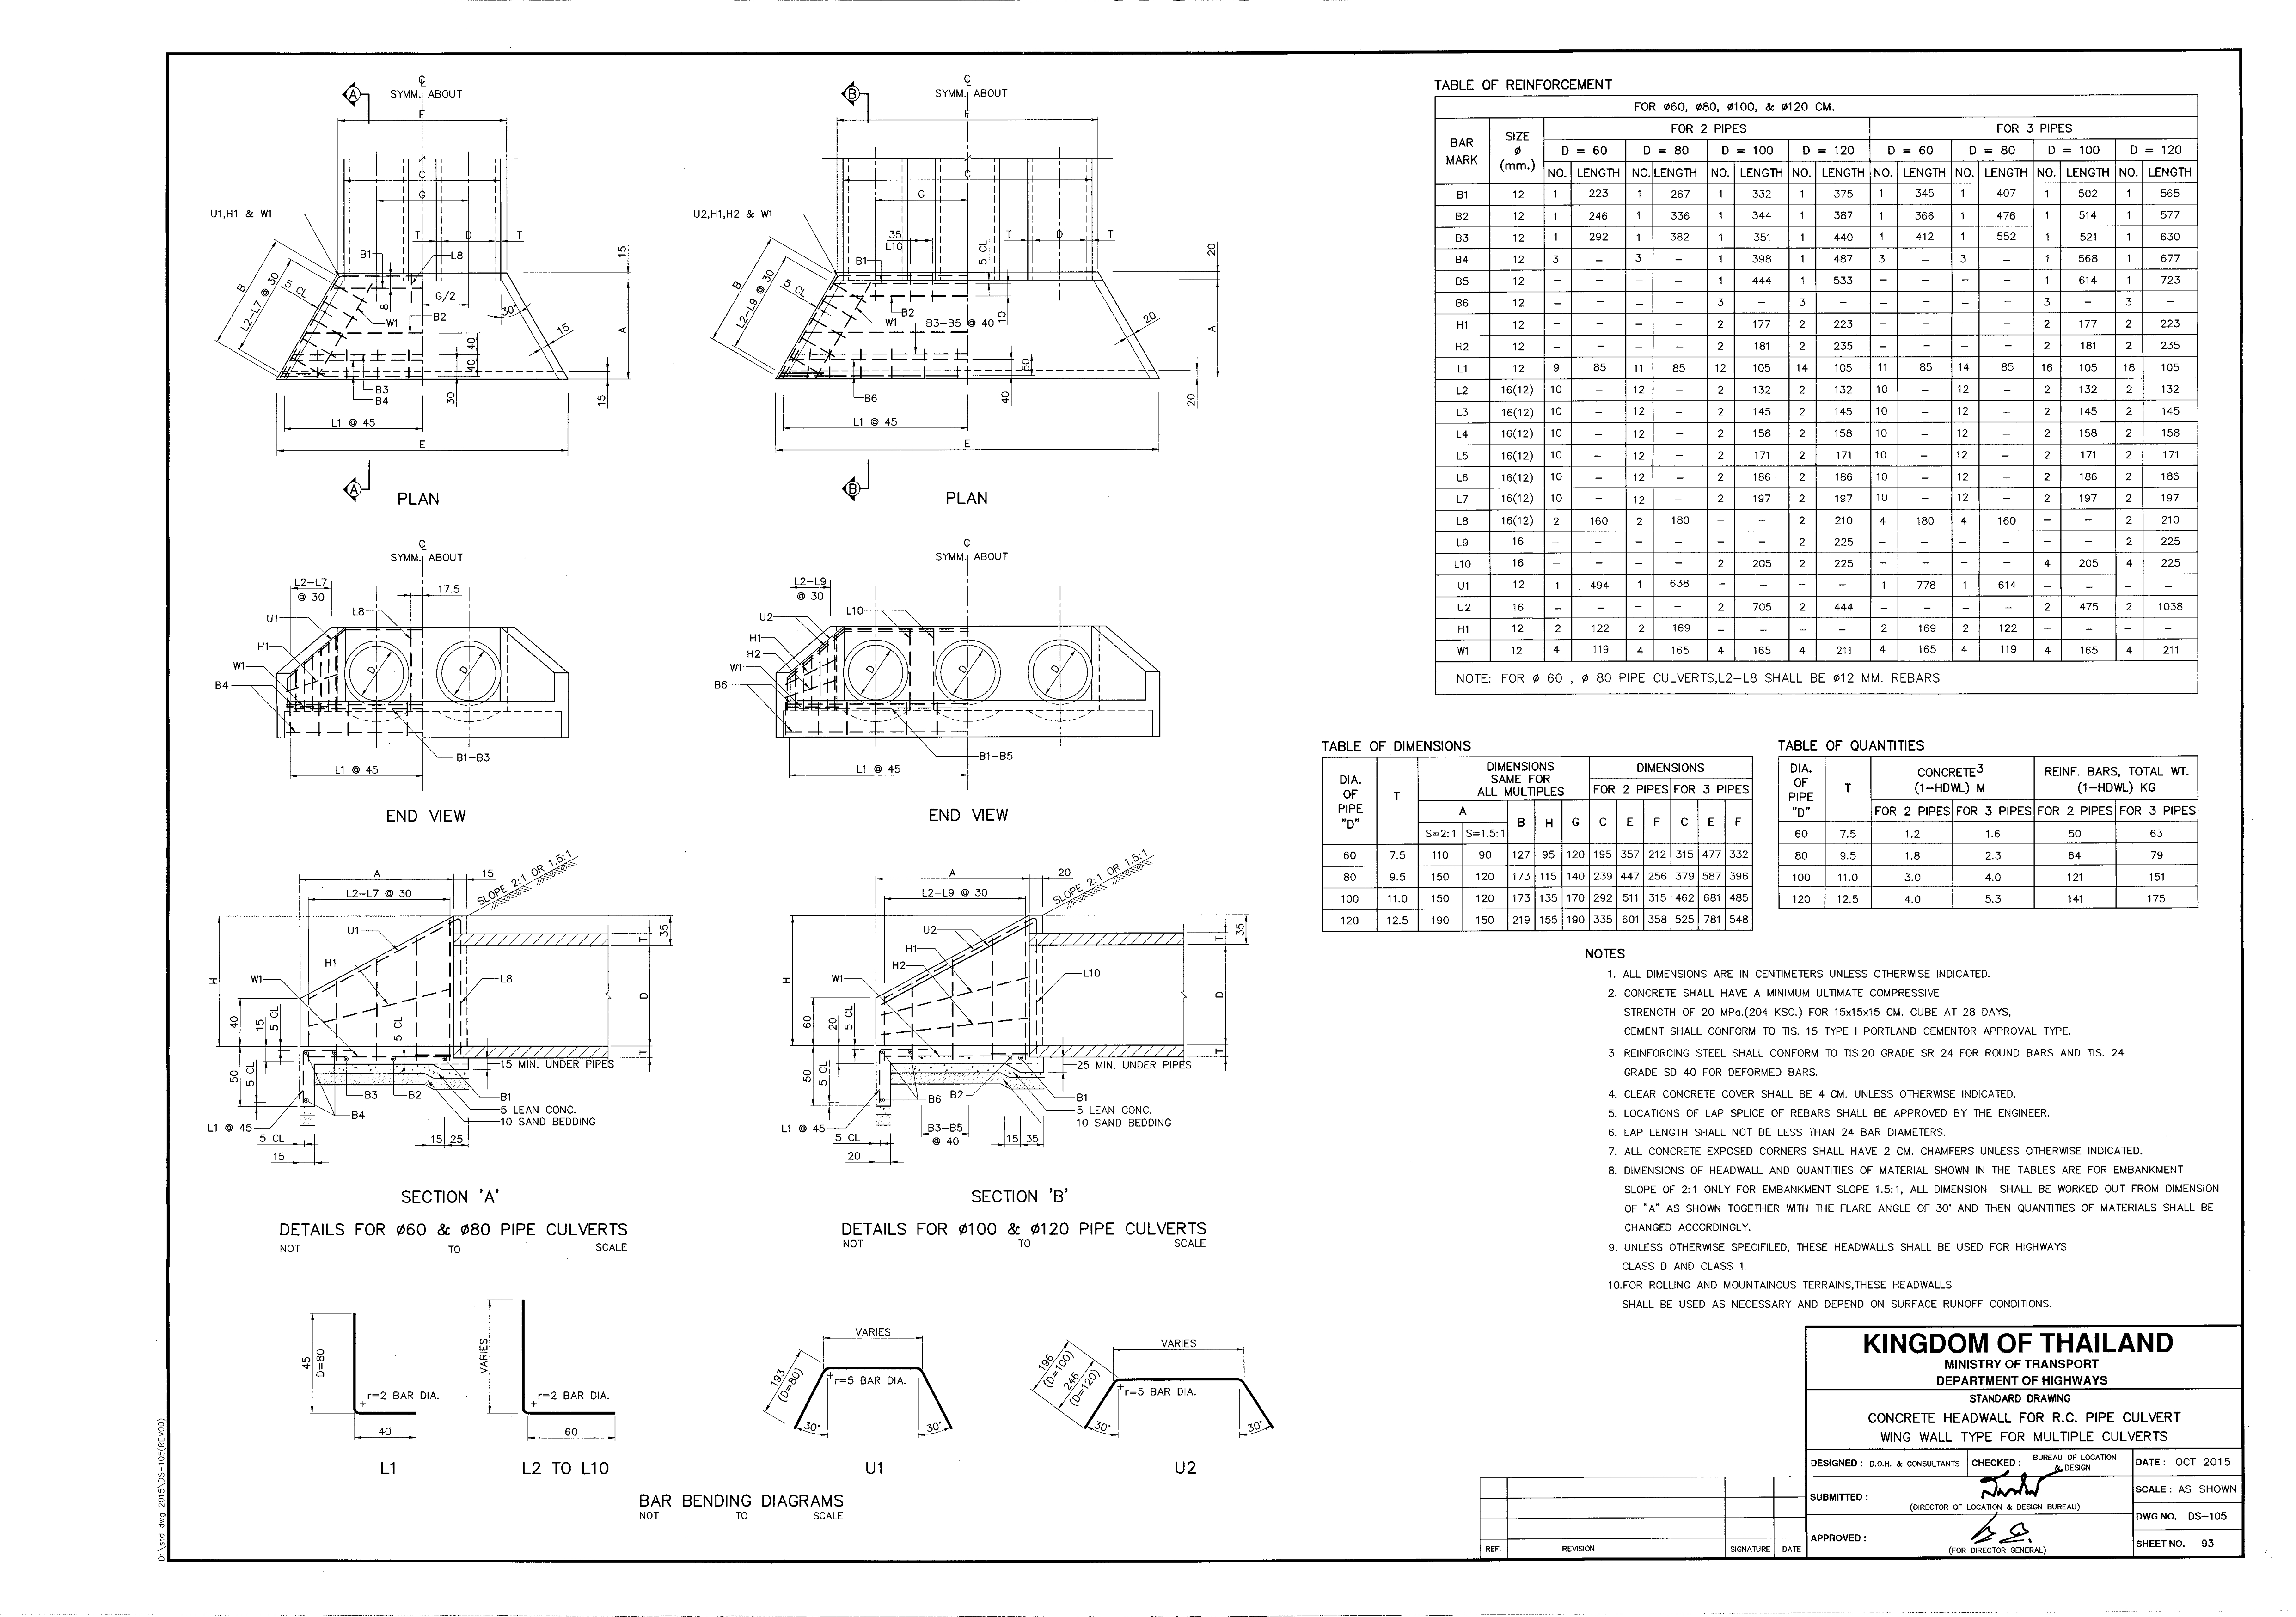 ℄
SYMM. ABOUT
A
F
C
G
U1,H1 & W1
T
D
T
B1
L8
15
B
L2-L7 @ 30
5 CL
8
G/2
30°
W1
B2
15
A
40
40
B3
B4
30
15
L1 @ 45
E
A
PLAN
℄
SYMM. ABOUT
B
F
C
G
U2,H1,H2 & W1
35
L10
T
D
T
5 CL
20
B1
B
L2-L9 @ 30
5 CL
B2
W1
B3-B5 @ 40
10
20
A
50
B6
40
20
L1 @ 45
E
B
PLAN
℄
SYMM. ABOUT
L2-L7
@ 30
17.5
U1
L8
H1
W1
B4
D
D
B1-B3
L1 @ 45
END VIEW
℄
SYMM. ABOUT
L2-L9
@ 30
U2
L10
H1
H2
W1
B6
D
D
D
B1-B5
L1 @ 45
END VIEW
A
15
SLOPE 2:1 OR 1.5:1
L2-L7 @ 30
U1
H1
W1
L8
T
35
H
D
40
15
5 CL
5 CL
T
50
5 CL
15 MIN. UNDER PIPES
B3
B2
B1
B4
5 LEAN CONC.
10 SAND BEDDING
L1 @ 45
5 CL
15
15
25
SECTION 'A'
DETAILS FOR ø60 & ø80 PIPE CULVERTS
NOT TO SCALE
A
20
SLOPE 2:1 OR 1.5:1
L2-L9 @ 30
U2
H1
H2
W1
L10
T
35
H
D
60
20
5 CL
T
50
5 CL
25 MIN. UNDER PIPES
B6
B2
B1
5 LEAN CONC.
10 SAND BEDDING
L1 @ 45
5 CL
20
B3-B5
@ 40
15
35
SECTION 'B'
DETAILS FOR ø100 & ø120 PIPE CULVERTS
NOT TO SCALE
45
D=80
r=2 BAR DIA.
40
L1
VARIES
r=2 BAR DIA.
60
L2 TO L10
VARIES
193
(D=80)
r=5 BAR DIA.
30°
30°
U1
VARIES
196
(D=100)
246
(D=120)
r=5 BAR DIA.
30°
30°
U2
BAR BENDING DIAGRAMS
NOT TO SCALE
D:\std dwg 2015\DS-105(REV00)
TABLE OF REINFORCEMENT
FOR ø60, ø80, ø100, & ø120 CM.
BAR MARK
SIZE ø (mm.)
FOR 2 PIPES FOR 3 PIPES
D = 60 D = 80 D = 100 D = 120 D = 60 D = 80 D = 100 D = 120
NO. LENGTH NO. LENGTH NO. LENGTH NO. LENGTH NO. LENGTH NO. LENGTH NO. LENGTH NO. LENGTH
B1 12 1 223 1 267 1 332 1 375 1 345 1 407 1 502 1 565
B2 12 1 246 1 336 1 344 1 387 1 366 1 476 1 514 1 577
B3 12 1 292 1 382 1 351 1 440 1 412 1 552 1 521 1 630
B4 12 3 - 3 - 1 398 1 487 3 - 3 - 1 568 1 677
B5 12 - - - - 1 444 1 533 - - - - 1 614 1 723
B6 12 - - - - 3 - 3 - - - - - 3 - 3 -
H1 12 - - - - 2 177 2 223 - - - - 2 177 2 223
H2 12 - - - - 2 181 2 235 - - - - 2 181 2 235
L1 12 9 85 11 85 12 105 14 105 11 85 14 85 16 105 18 105
L2 16(12) 10 - 12 - 2 132 2 132 10 - 12 - 2 132 2 132
L3 16(12) 10 - 12 - 2 145 2 145 10 - 12 - 2 145 2 145
L4 16(12) 10 - 12 - 2 158 2 158 10 - 12 - 2 158 2 158
L5 16(12) 10 - 12 - 2 171 2 171 10 - 12 - 2 171 2 171
L6 16(12) 10 - 12 - 2 186 2 186 10 - 12 - 2 186 2 186
L7 16(12) 10 - 12 - 2 197 2 197 10 - 12 - 2 197 2 197
L8 16(12) 2 160 2 180 - - 2 210 4 180 4 160 - - 2 210
L9 16 - - - - - - 2 225 - - - - - - 2 225
L10 16 - - - - 2 205 2 225 - - - - 4 205 4 225
U1 12 1 494 1 638 - - - - 1 778 1 614 - - - -
U2 16 - - - - 2 705 2 444 - - - - 2 475 2 1038
H1 12 2 122 2 169 - - - - 2 169 2 122 - - - -
W1 12 4 119 4 165 4 165 4 211 4 165 4 119 4 165 4 211
NOTE: FOR ø 60 , ø 80 PIPE CULVERTS,L2-L8 SHALL BE ø12 MM. REBARS
TABLE OF DIMENSIONS
DIA. OF PIPE "D"
T
DIMENSIONS SAME FOR ALL MULTIPLES
DIMENSIONS
FOR 2 PIPES FOR 3 PIPES
A B H G C E F C E F
S=2:1 S=1.5:1
60 7.5 110 90 127 95 120 195 357 212 315 477 332
80 9.5 150 120 173 115 140 239 447 256 379 587 396
100 11.0 150 120 173 135 170 292 511 315 462 681 485
120 12.5 190 150 219 155 190 335 601 358 525 781 548
TABLE OF QUANTITIES
DIA. OF PIPE "D"
T
CONCRETE3 (1-HDWL) M
REINF. BARS, TOTAL WT. (1-HDWL) KG
FOR 2 PIPES FOR 3 PIPES FOR 2 PIPES FOR 3 PIPES
60 7.5 1.2 1.6 50 63
80 9.5 1.8 2.3 64 79
100 11.0 3.0 4.0 121 151
120 12.5 4.0 5.3 141 175
NOTES
1. ALL DIMENSIONS ARE IN CENTIMETERS UNLESS OTHERWISE INDICATED.
2. CONCRETE SHALL HAVE A MINIMUM ULTIMATE COMPRESSIVE
STRENGTH OF 20 MPa.(204 KSC.) FOR 15x15x15 CM. CUBE AT 28 DAYS,
CEMENT SHALL CONFORM TO TIS. 15 TYPE I PORTLAND CEMENTOR APPROVAL TYPE.
3. REINFORCING STEEL SHALL CONFORM TO TIS.20 GRADE SR 24 FOR ROUND BARS AND TIS. 24
GRADE SD 40 FOR DEFORMED BARS.
4. CLEAR CONCRETE COVER SHALL BE 4 CM. UNLESS OTHERWISE INDICATED.
5. LOCATIONS OF LAP SPLICE OF REBARS SHALL BE APPROVED BY THE ENGINEER.
6. LAP LENGTH SHALL NOT BE LESS THAN 24 BAR DIAMETERS.
7. ALL CONCRETE EXPOSED CORNERS SHALL HAVE 2 CM. CHAMFERS UNLESS OTHERWISE INDICATED.
8. DIMENSIONS OF HEADWALL AND QUANTITIES OF MATERIAL SHOWN IN THE TABLES ARE FOR EMBANKMENT
SLOPE OF 2:1 ONLY FOR EMBANKMENT SLOPE 1.5:1, ALL DIMENSION SHALL BE WORKED OUT FROM DIMENSION
OF "A" AS SHOWN TOGETHER WITH THE FLARE ANGLE OF 30° AND THEN QUANTITIES OF MATERIALS SHALL BE
CHANGED ACCORDINGLY.
9. UNLESS OTHERWISE SPECIFILED, THESE HEADWALLS SHALL BE USED FOR HIGHWAYS
CLASS D AND CLASS 1.
10.FOR ROLLING AND MOUNTAINOUS TERRAINS,THESE HEADWALLS
SHALL BE USED AS NECESSARY AND DEPEND ON SURFACE RUNOFF CONDITIONS.
KINGDOM OF THAILAND
MINISTRY OF TRANSPORT
DEPARTMENT OF HIGHWAYS
STANDARD DRAWING
CONCRETE HEADWALL FOR R.C. PIPE CULVERT
WING WALL TYPE FOR MULTIPLE CULVERTS
DESIGNED : D.O.H. & CONSULTANTS
CHECKED : BUREAU OF LOCATION & DESIGN
DATE : OCT 2015
SUBMITTED :
(DIRECTOR OF LOCATION & DESIGN BUREAU)
SCALE : AS SHOWN
DWG NO. DS-105
APPROVED :
(FOR DIRECTOR GENERAL)
SHEET NO. 93
REF. REVISION SIGNATURE DATE